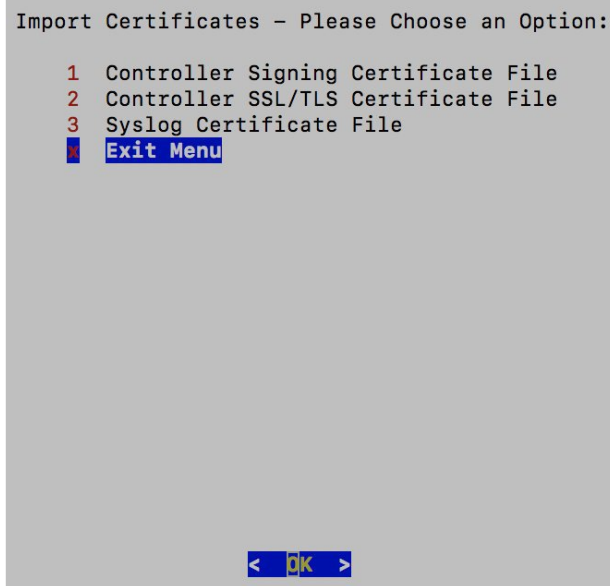 Import Certificates – Please Choose an Option:
1 Controller Signing Certificate File
2 Controller SSL/TLS Certificate File
3 Syslog Certificate File
x Exit Menu
< OK >